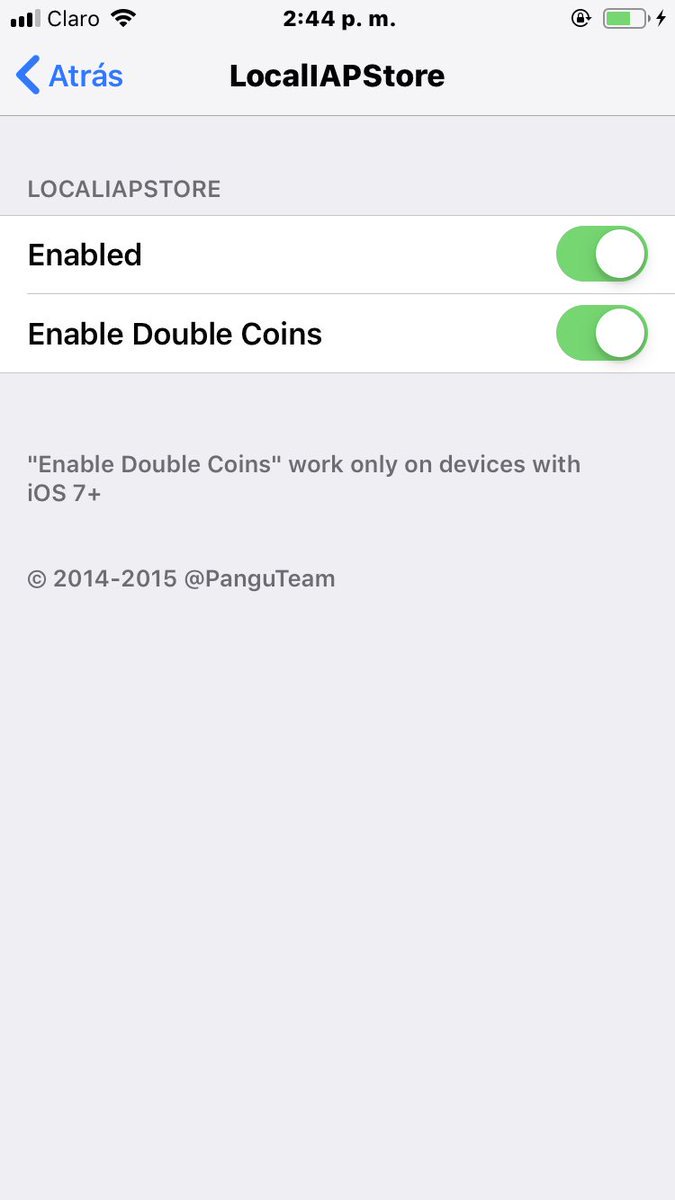 Claro 2:44 p. m.
Atrás LocalIAPStore
LOCALIAPSTORE
Enabled
Enable Double Coins
"Enable Double Coins" work only on devices with
iOS 7+
© 2014-2015 @PanguTeam